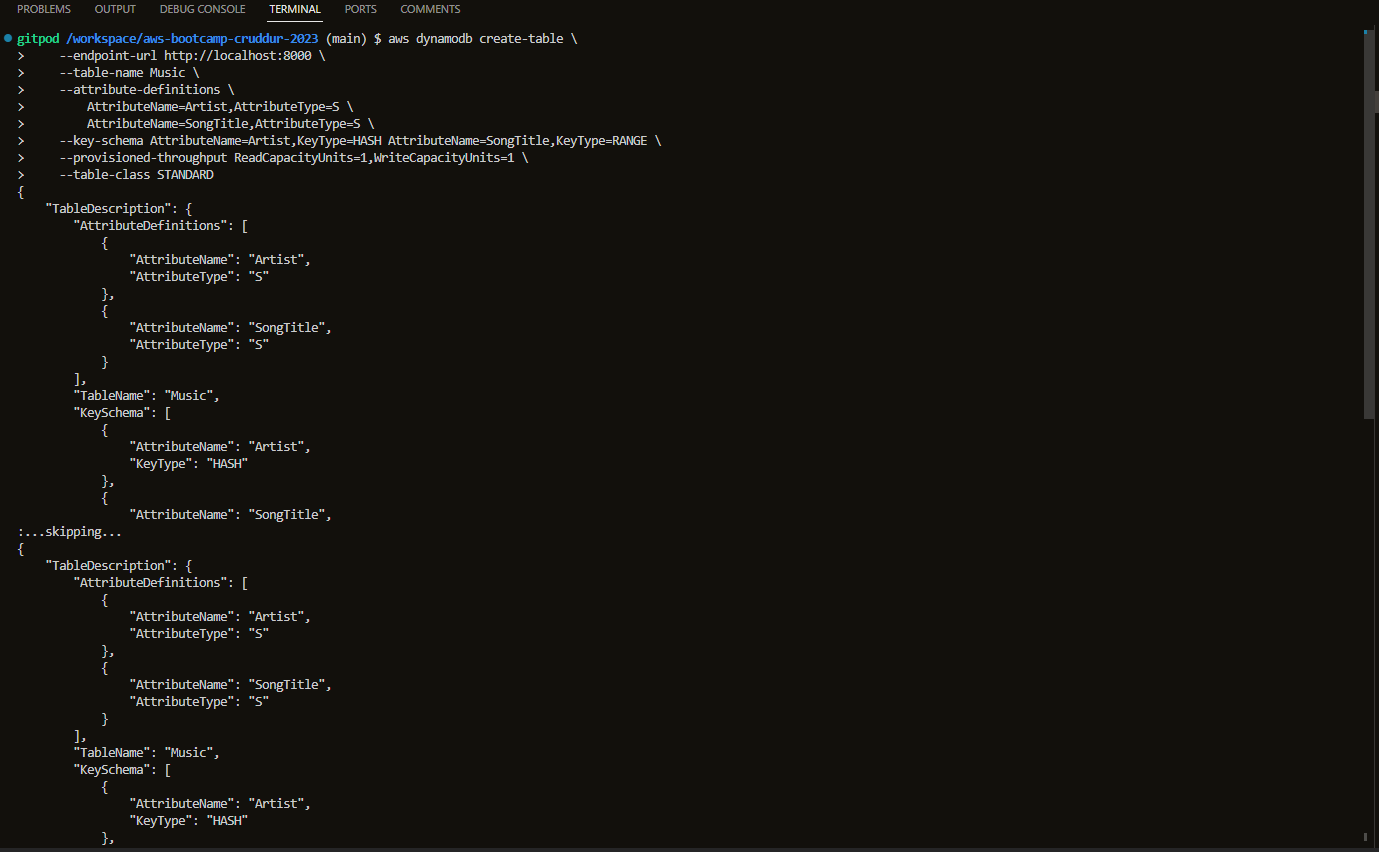 PROBLEMS OUTPUT DEBUG CONSOLE TERMINAL PORTS COMMENTS
gitpod /workspace/aws-bootcamp-cruddur-2023 (main) $ aws dynamodb create-table \
>     --endpoint-url http://localhost:8000 \
>     --table-name Music \
>     --attribute-definitions \
>         AttributeName=Artist,AttributeType=S \
>         AttributeName=SongTitle,AttributeType=S \
>     --key-schema AttributeName=Artist,KeyType=HASH AttributeName=SongTitle,KeyType=RANGE \
>     --provisioned-throughput ReadCapacityUnits=1,WriteCapacityUnits=1 \
>     --table-class STANDARD
{
    "TableDescription": {
        "AttributeDefinitions": [
            {
                "AttributeName": "Artist",
                "AttributeType": "S"
            },
            {
                "AttributeName": "SongTitle",
                "AttributeType": "S"
            }
        ],
        "TableName": "Music",
        "KeySchema": [
            {
                "AttributeName": "Artist",
                "KeyType": "HASH"
            },
            {
                "AttributeName": "SongTitle",
:...skipping...
{
    "TableDescription": {
        "AttributeDefinitions": [
            {
                "AttributeName": "Artist",
                "AttributeType": "S"
            },
            {
                "AttributeName": "SongTitle",
                "AttributeType": "S"
            }
        ],
        "TableName": "Music",
        "KeySchema": [
            {
                "AttributeName": "Artist",
                "KeyType": "HASH"
            },